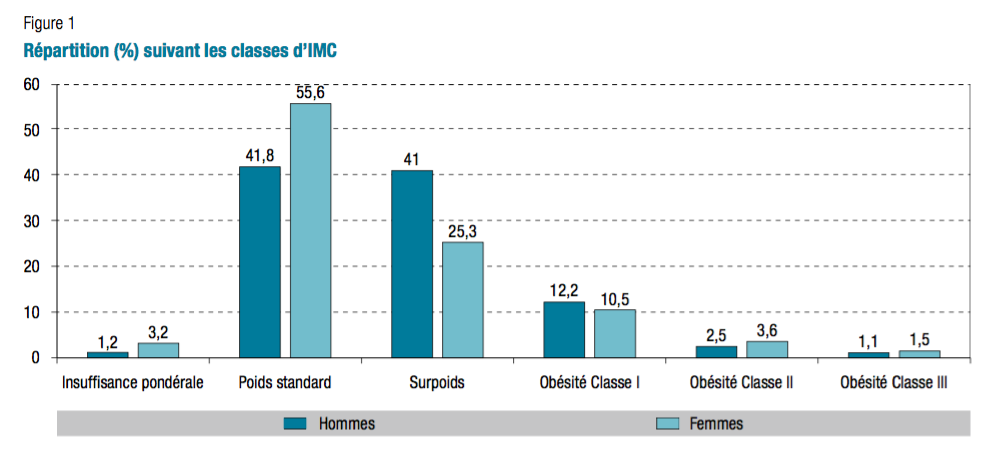 Figure 1
Répartition (%) suivant les classes d'IMC
60
50
40
30
20
10
0
1,2
3,2
41,8
55,6
41
25,3
12,2
10,5
2,5
3,6
1,1
1,5
Insuffisance pondérale
Poids standard
Surpoids
Obésité Classe I
Obésité Classe II
Obésité Classe III
Hommes
Femmes